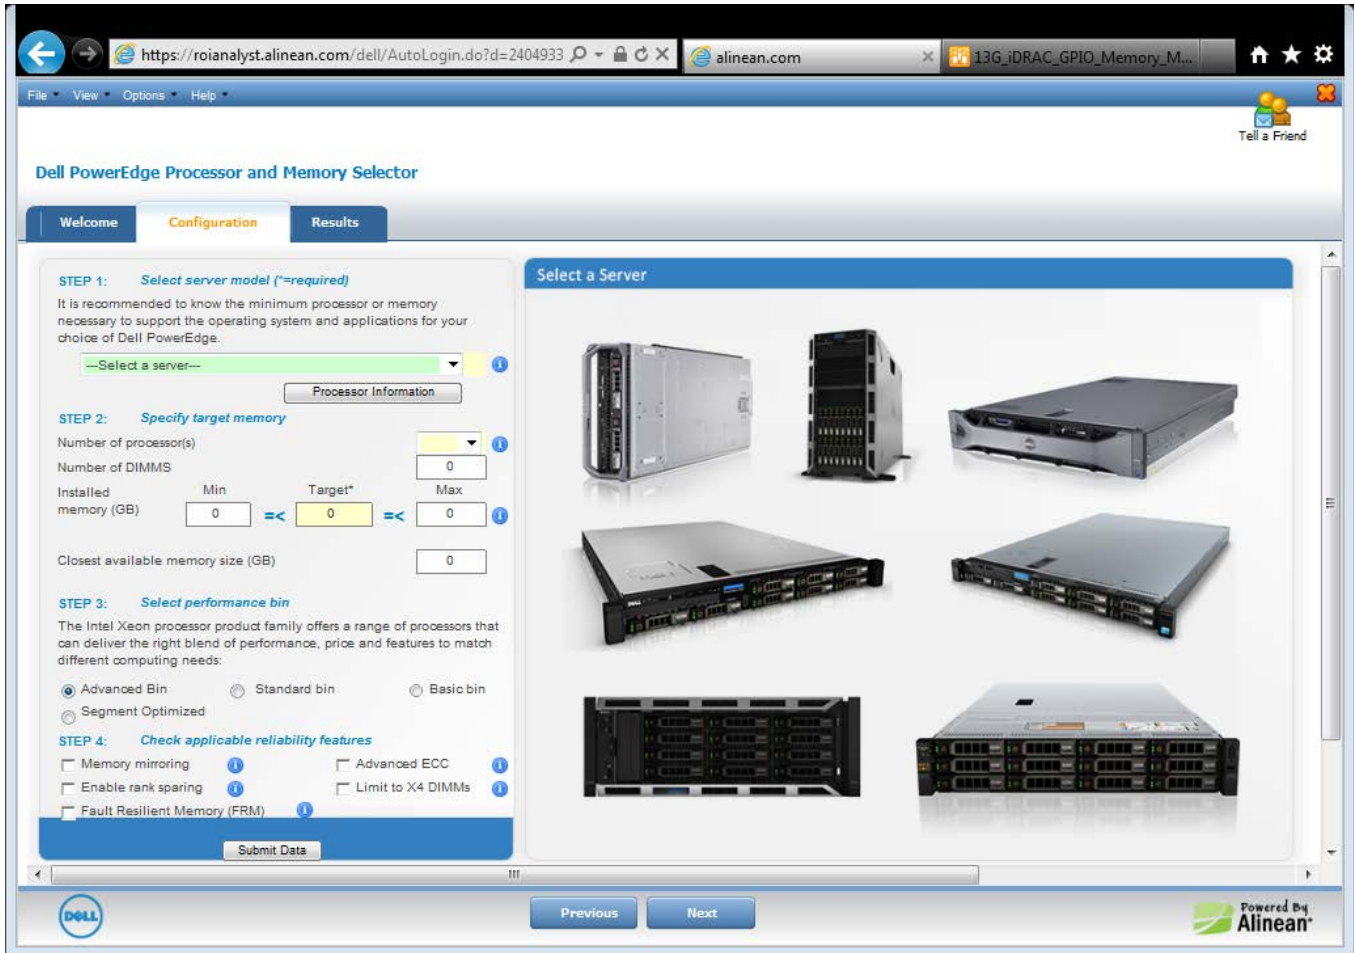 https://roianalyst.alinean.com/dell/AutoLogin.do?d=2404933
alinean.com
13G_iDRAC_GPIO_Memory_M...
File View Options Help
Tell a Friend
Dell PowerEdge Processor and Memory Selector
Welcome Configuration Results
STEP 1: Select server model (*=required)
It is recommended to know the minimum processor or memory
necessary to support the operating system and applications for your
choice of Dell PowerEdge.
---Select a server---
Processor Information
STEP 2: Specify target memory
Number of processor(s)
Number of DIMMS 0
Installed Min Target* Max
memory (GB) 0 =< 0 =< 0
Closest available memory size (GB) 0
STEP 3: Select performance bin
The Intel Xeon processor product family offers a range of processors that
can deliver the right blend of performance, price and features to match
different computing needs:
Advanced Bin Standard bin Basic bin
Segment Optimized
STEP 4: Check applicable reliability features
Memory mirroring Advanced ECC
Enable rank sparing Limit to X4 DIMMs
Fault Resilient Memory (FRM)
Submit Data
Select a Server
DELL
Previous Next
Powered By
Alinean